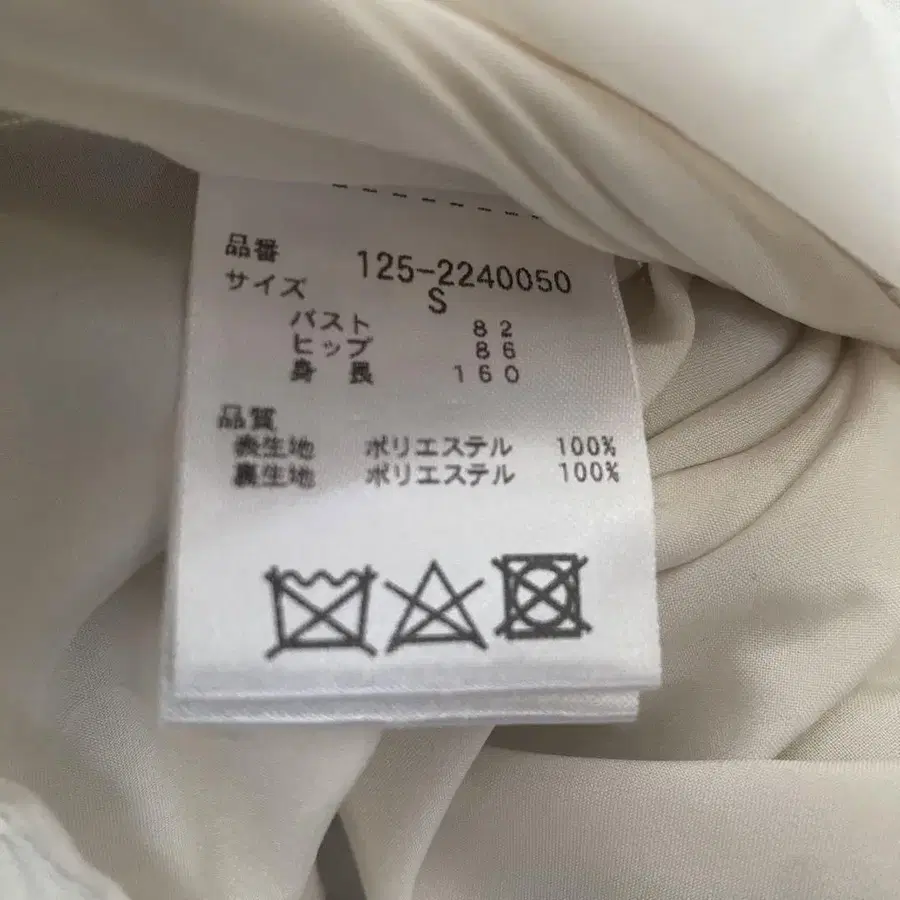 品番 125-2240050
サイズ S
バスト 82
ヒップ 86
身長 160
品質
表生地 ポリエステル 100%
裏生地 ポリエステル 100%